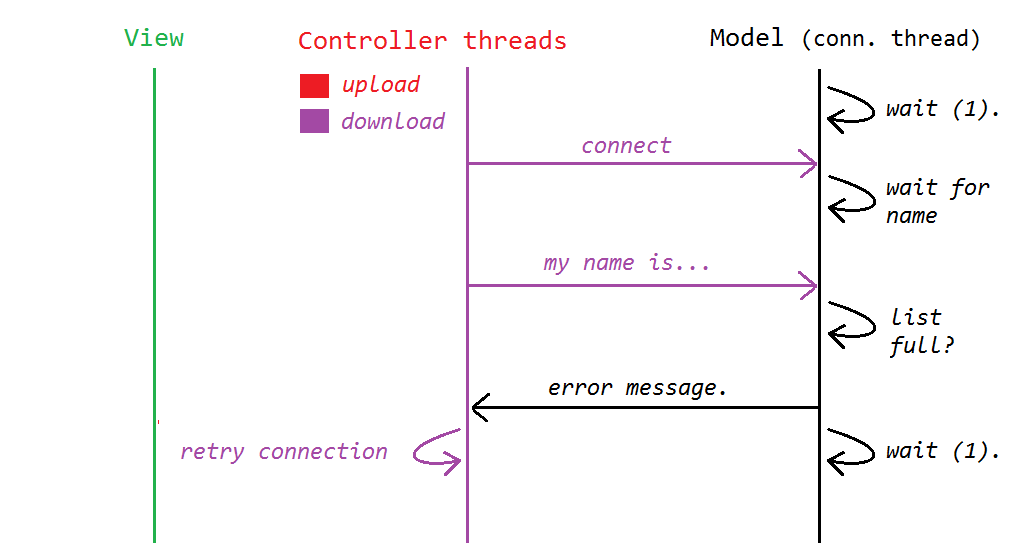 View
Controller threads
Model (conn. thread)
upload
download
wait (1).
connect
wait for
name
my name is...
list
full?
error message.
retry connection
wait (1).